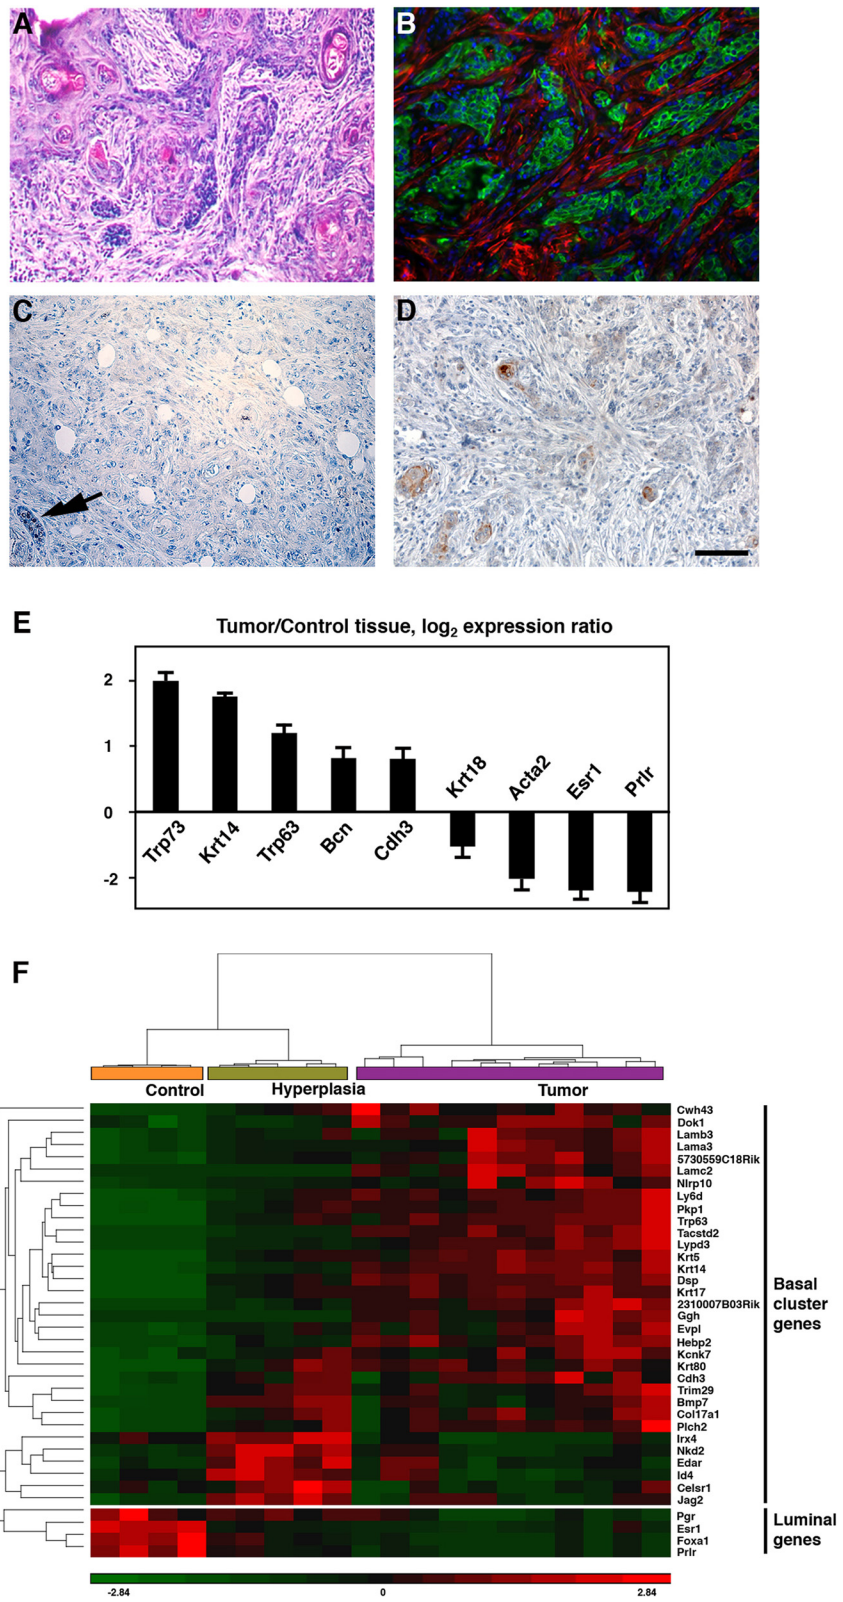 A
B
C
D
E
Tumor/Control tissue, log2 expression ratio
2
1
0
-2
Trp73
Krt14
Trp63
Bcn
Cdh3
Krt18
Acta2
Esr1
Prlr
F
Control
Hyperplasia
Tumor
Cwh43
Dok1
Lamb3
Lama3
5730559C18Rik
Lamc2
Nlrp10
Ly6d
Pkp1
Trp63
Tacstd2
Lypd3
Krt5
Krt14
Dsp
Krt17
2310007B03Rik
Ggh
Evpl
Hebp2
Kcnk7
Krt80
Cdh3
Trim29
Bmp7
Col17a1
Plch2
Irx4
Nkd2
Edar
Id4
Celsr1
Jag2
Basal
cluster
genes
Pgr
Esr1
Foxa1
Prlr
Luminal
genes
-2.84
0
2.84